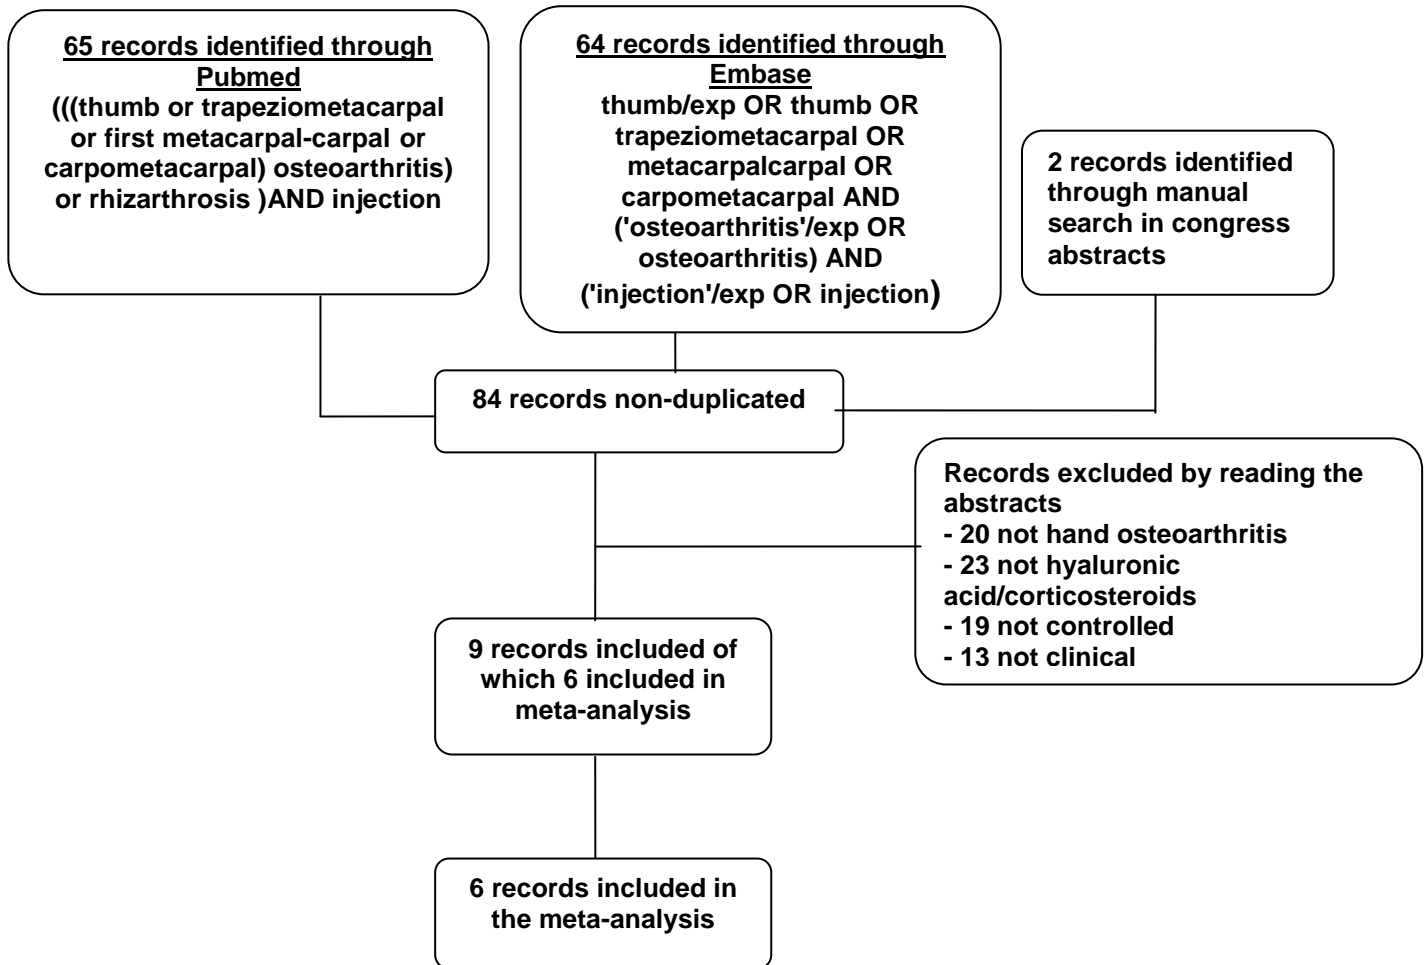 65 records identified through
Pubmed
(((thumb or trapeziometacarpal
or first metacarpal-carpal or
carpometacarpal) osteoarthritis)
or rhizarthrosis )AND injection
64 records identified through
Embase
thumb/exp OR thumb OR
trapeziometacarpal OR
metacarpalcarpal OR
carpometacarpal AND
('osteoarthritis'/exp OR
osteoarthritis) AND
('injection'/exp OR injection)
2 records identified
through manual
search in congress
abstracts
84 records non-duplicated
Records excluded by reading the
abstracts
- 20 not hand osteoarthritis
- 23 not hyaluronic
acid/corticosteroids
- 19 not controlled
- 13 not clinical
9 records included of
which 6 included in
meta-analysis
6 records included in
the meta-analysis